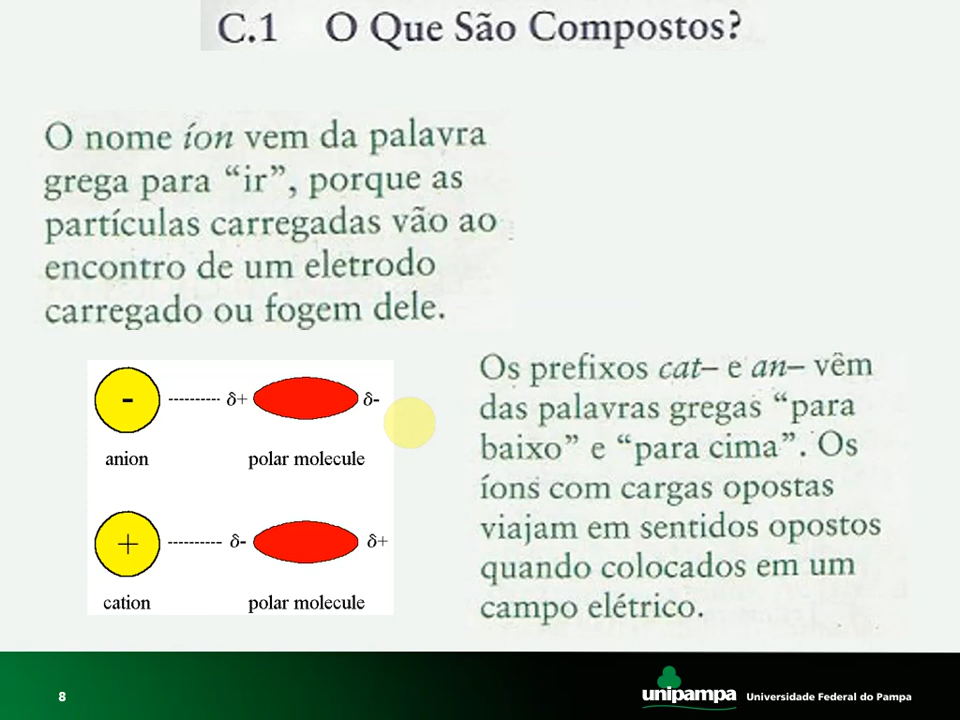 C.1 O Que São Compostos?
O nome íon vem da palavra
grega para “ir”, porque as
partículas carregadas vão ao
encontro de um eletrodo
carregado ou fogem dele.
- ---------- δ+ δ-
anion polar molecule
+ ---------- δ- δ+
cation polar molecule
Os prefixos cat– e an– vêm
das palavras gregas “para
baixo” e “para cima”. Os
íons com cargas opostas
viajam em sentidos opostos
quando colocados em um
campo elétrico.
8
unipampa Universidade Federal do Pampa